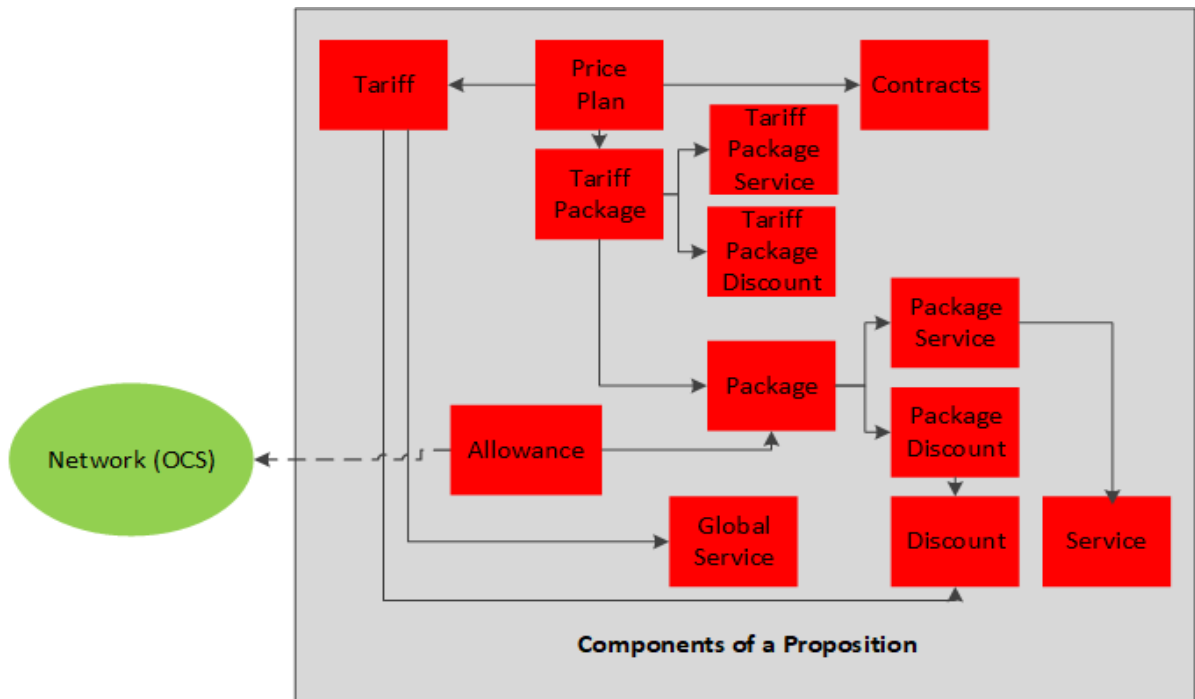 Tariff
Price
Plan
Contracts
Tariff
Package
Service
Tariff
Package
Tariff
Package
Discount
Package
Service
Package
Package
Discount
Allowance
Network (OCS)
Global
Service
Discount
Service
Components of a Proposition